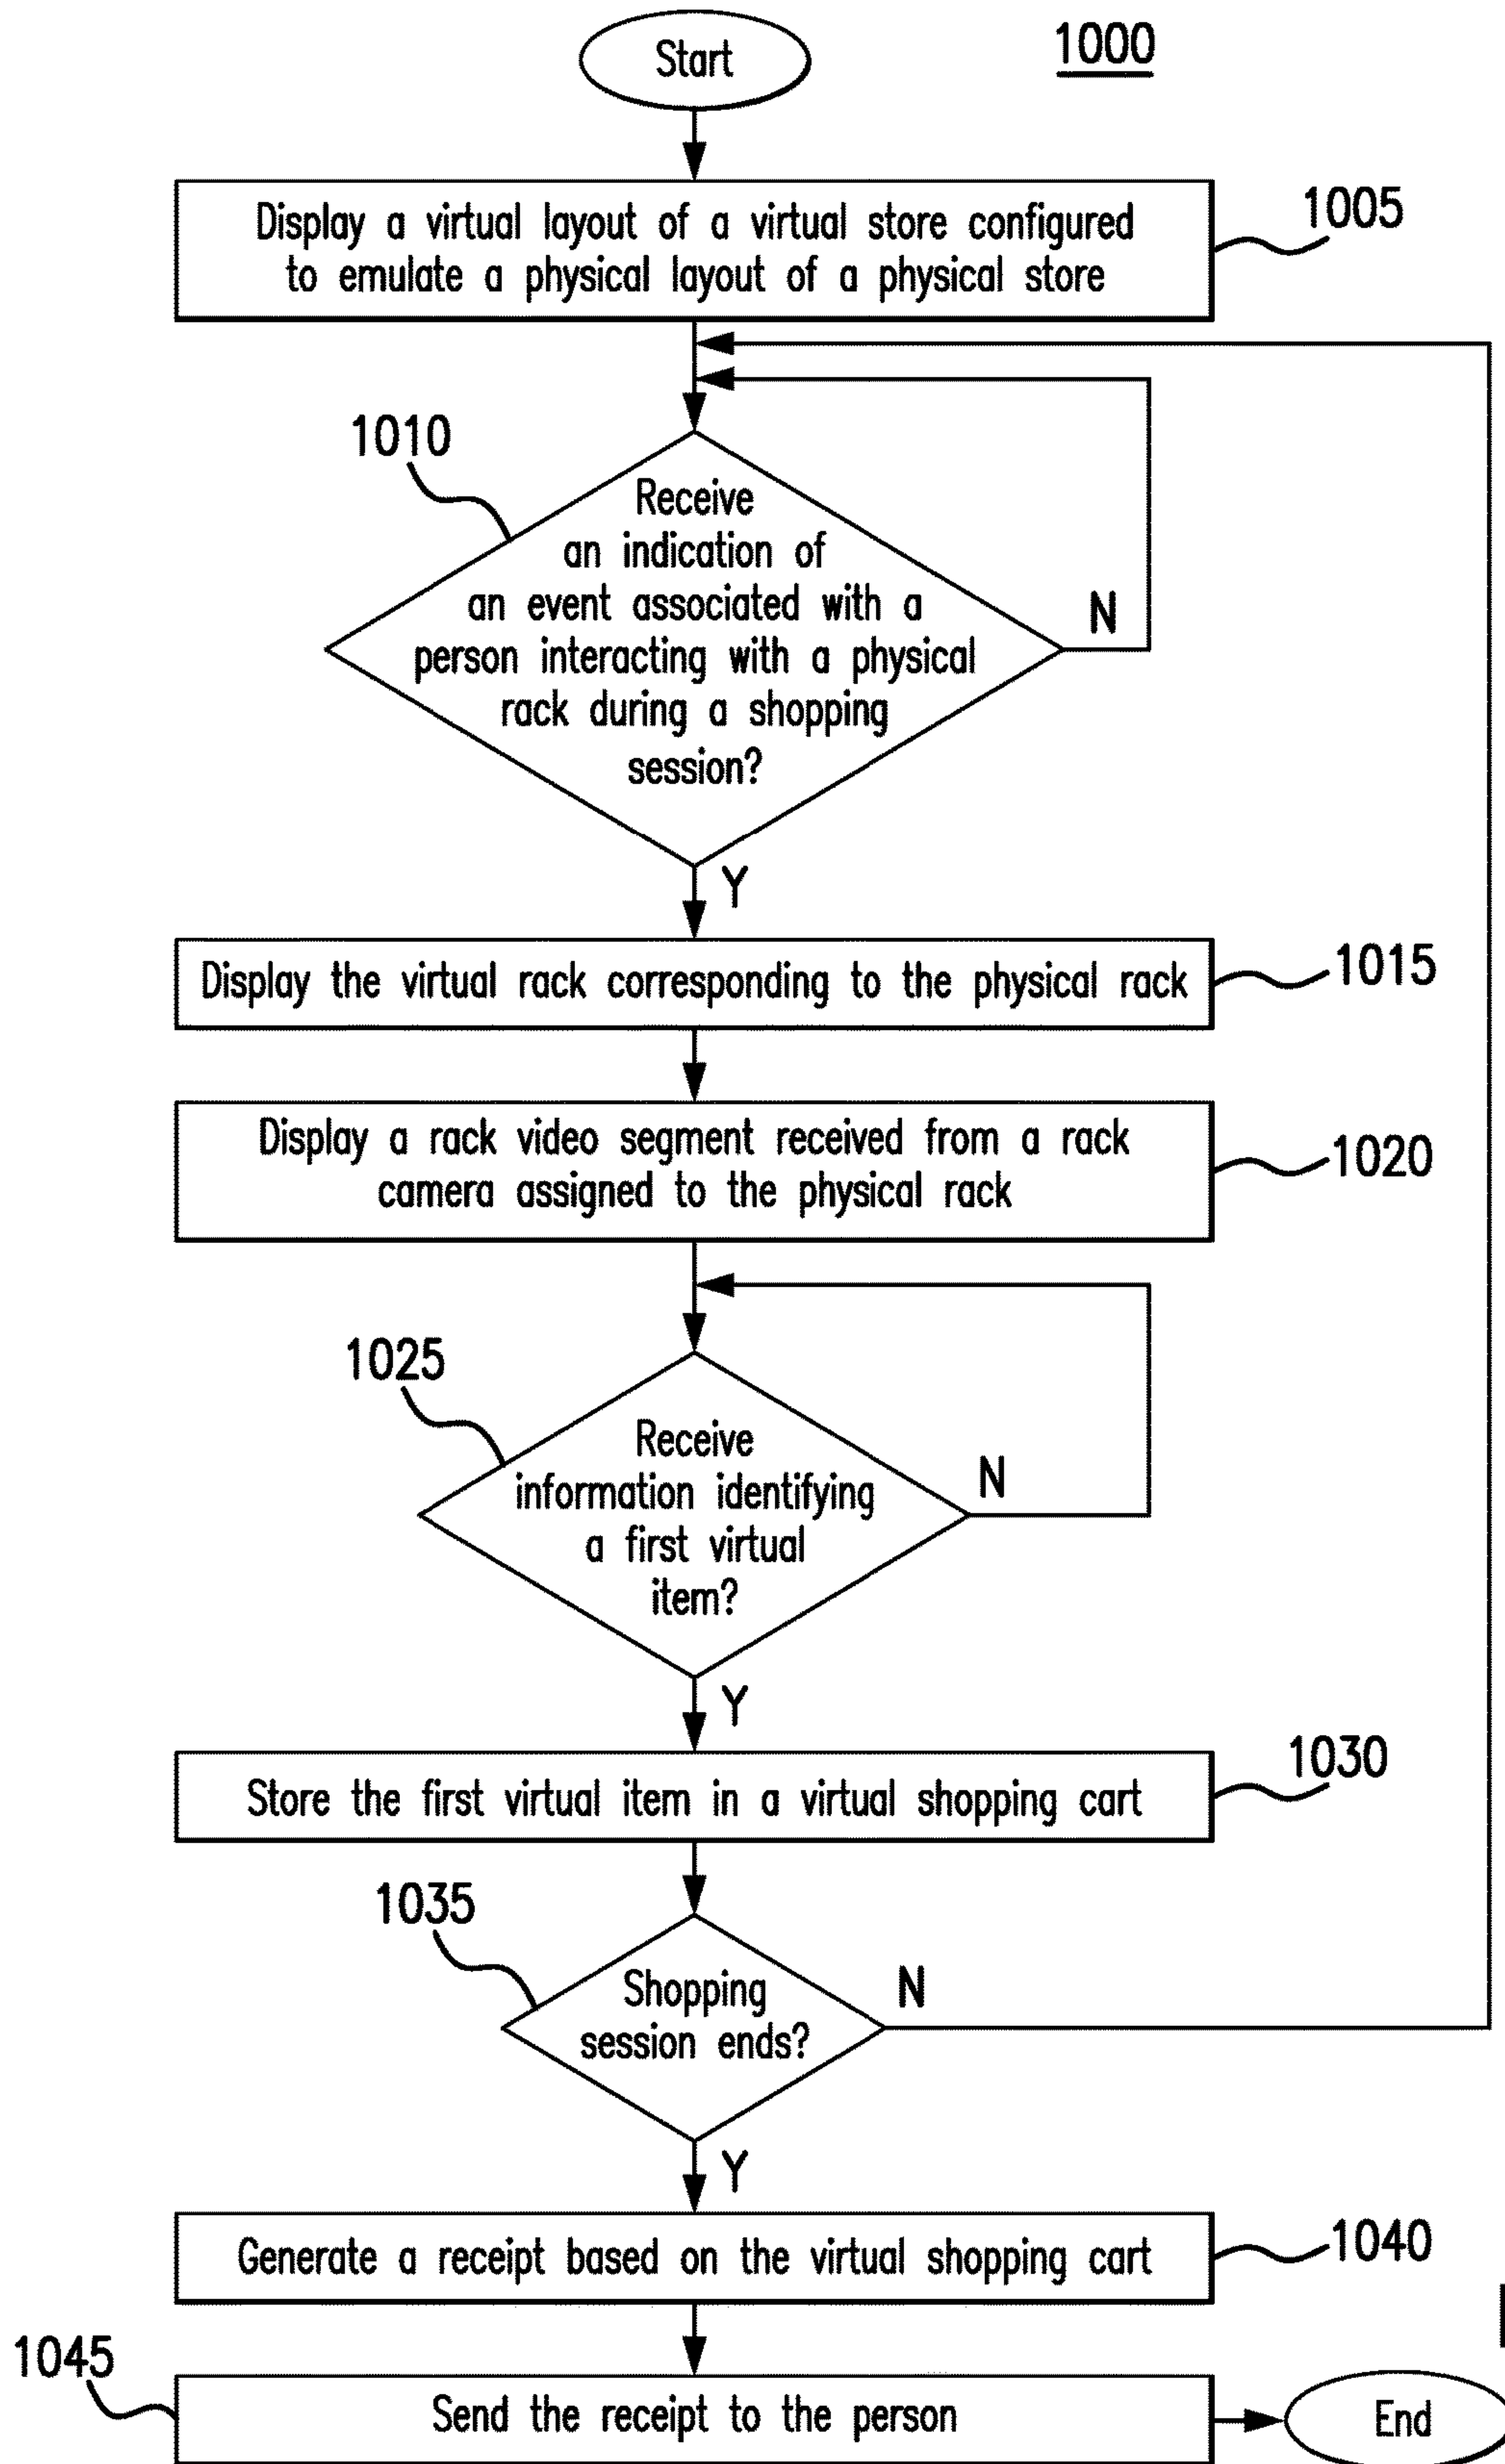 Start
1000
Display a virtual layout of a virtual store configured
to emulate a physical layout of a physical store
1005
1010
Receive
an indication of
an event associated with a
person interacting with a physical
rack during a shopping
session?
N
Y
Display the virtual rack corresponding to the physical rack
1015
Display a rack video segment received from a rack
camera assigned to the physical rack
1020
1025
Receive
information identifying
a first virtual
item?
N
Y
Store the first virtual item in a virtual shopping cart
1030
1035
Shopping
session ends?
N
Y
Generate a receipt based on the virtual shopping cart
1040
1045
Send the receipt to the person
End